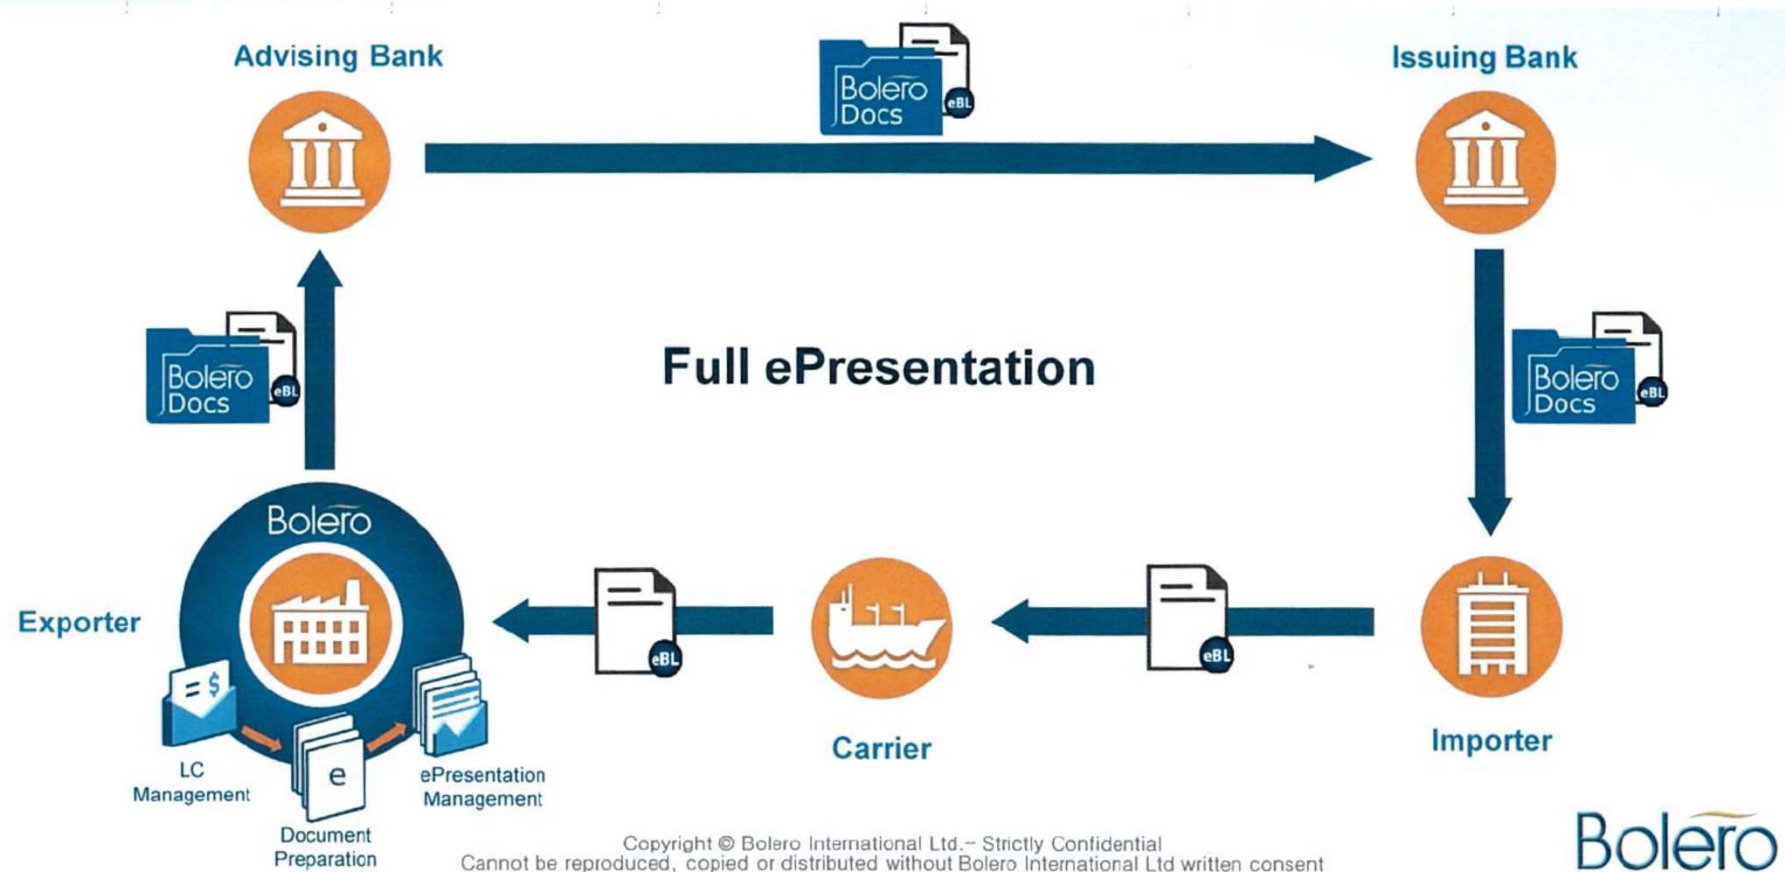 Advising Bank
Issuing Bank
Bolero
Docs
eBL
Bolero
Docs
eBL
Full ePresentation
Bolero
Docs
eBL
Bolero
Exporter
eBL
eBL
= $
LC
Management
e
Document
Preparation
ePresentation
Management
Carrier
Importer
Copyright © Bolero International Ltd.– Strictly Confidential
Cannot be reproduced, copied or distributed without Bolero International Ltd written consent
Bolero